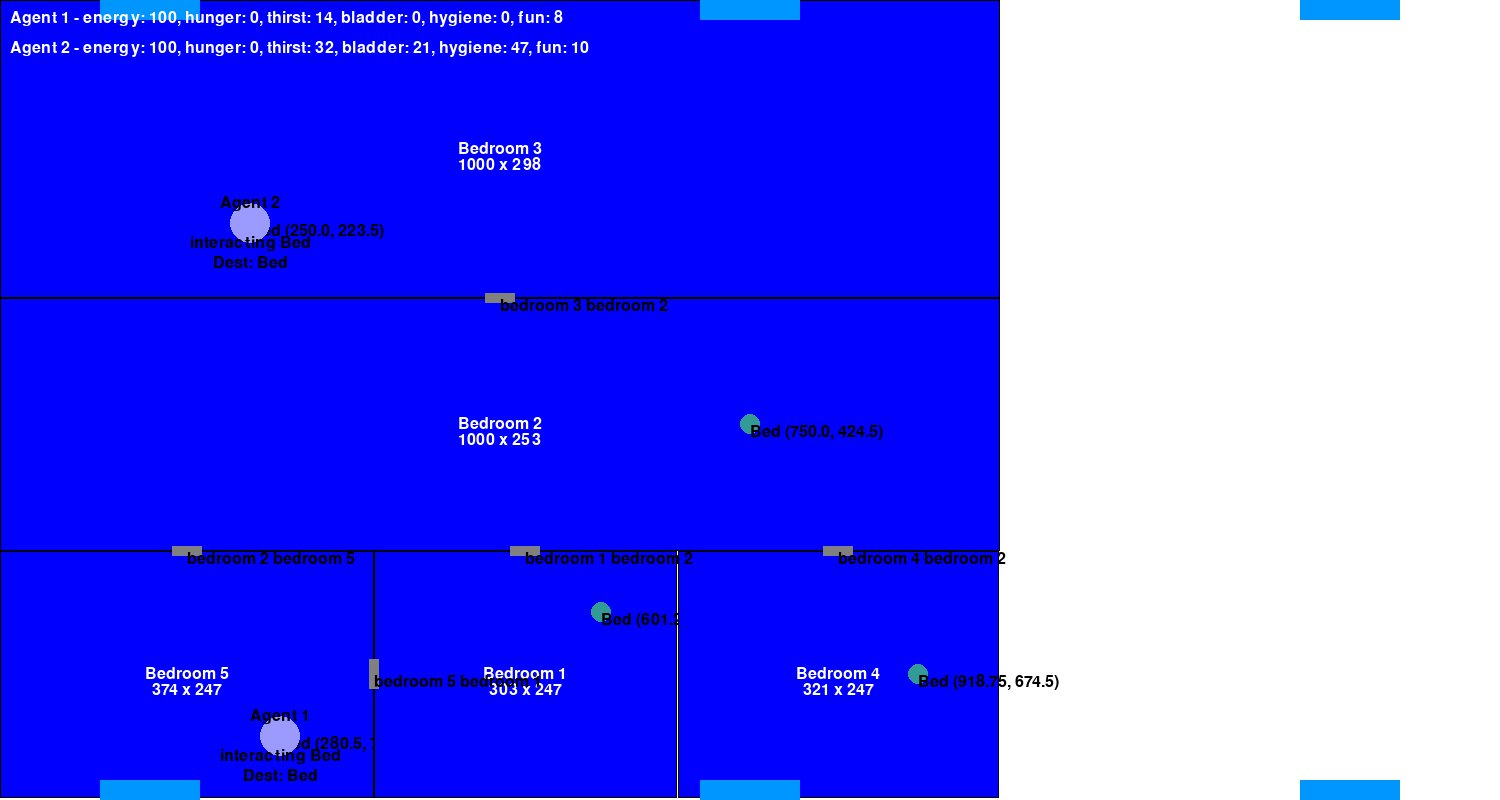 Agent 1 - energy: 100, hunger: 0, thirst: 14, bladder: 0, hygiene: 0, fun: 8
Agent 2 - energy: 100, hunger: 0, thirst: 32, bladder: 21, hygiene: 47, fun: 10
Bedroom 3
1000 x 298
Agent 2
(250.0, 223.5)
interacting Bed
Dest: Bed
bedroom 3 bedroom 2
Bedroom 2
1000 x 253
Bed (750.0, 424.5)
bedroom 2 bedroom 5
bedroom 1 bedroom 2
bedroom 4 bedroom 2
Bed (601.2
Bedroom 5
374 x 247
Bedroom 1
303 x 247
bedroom 5 bedroom 1
Bedroom 4
321 x 247
Bed (918.75, 674.5)
Agent 1
(280.5,
interacting Bed
Dest: Bed